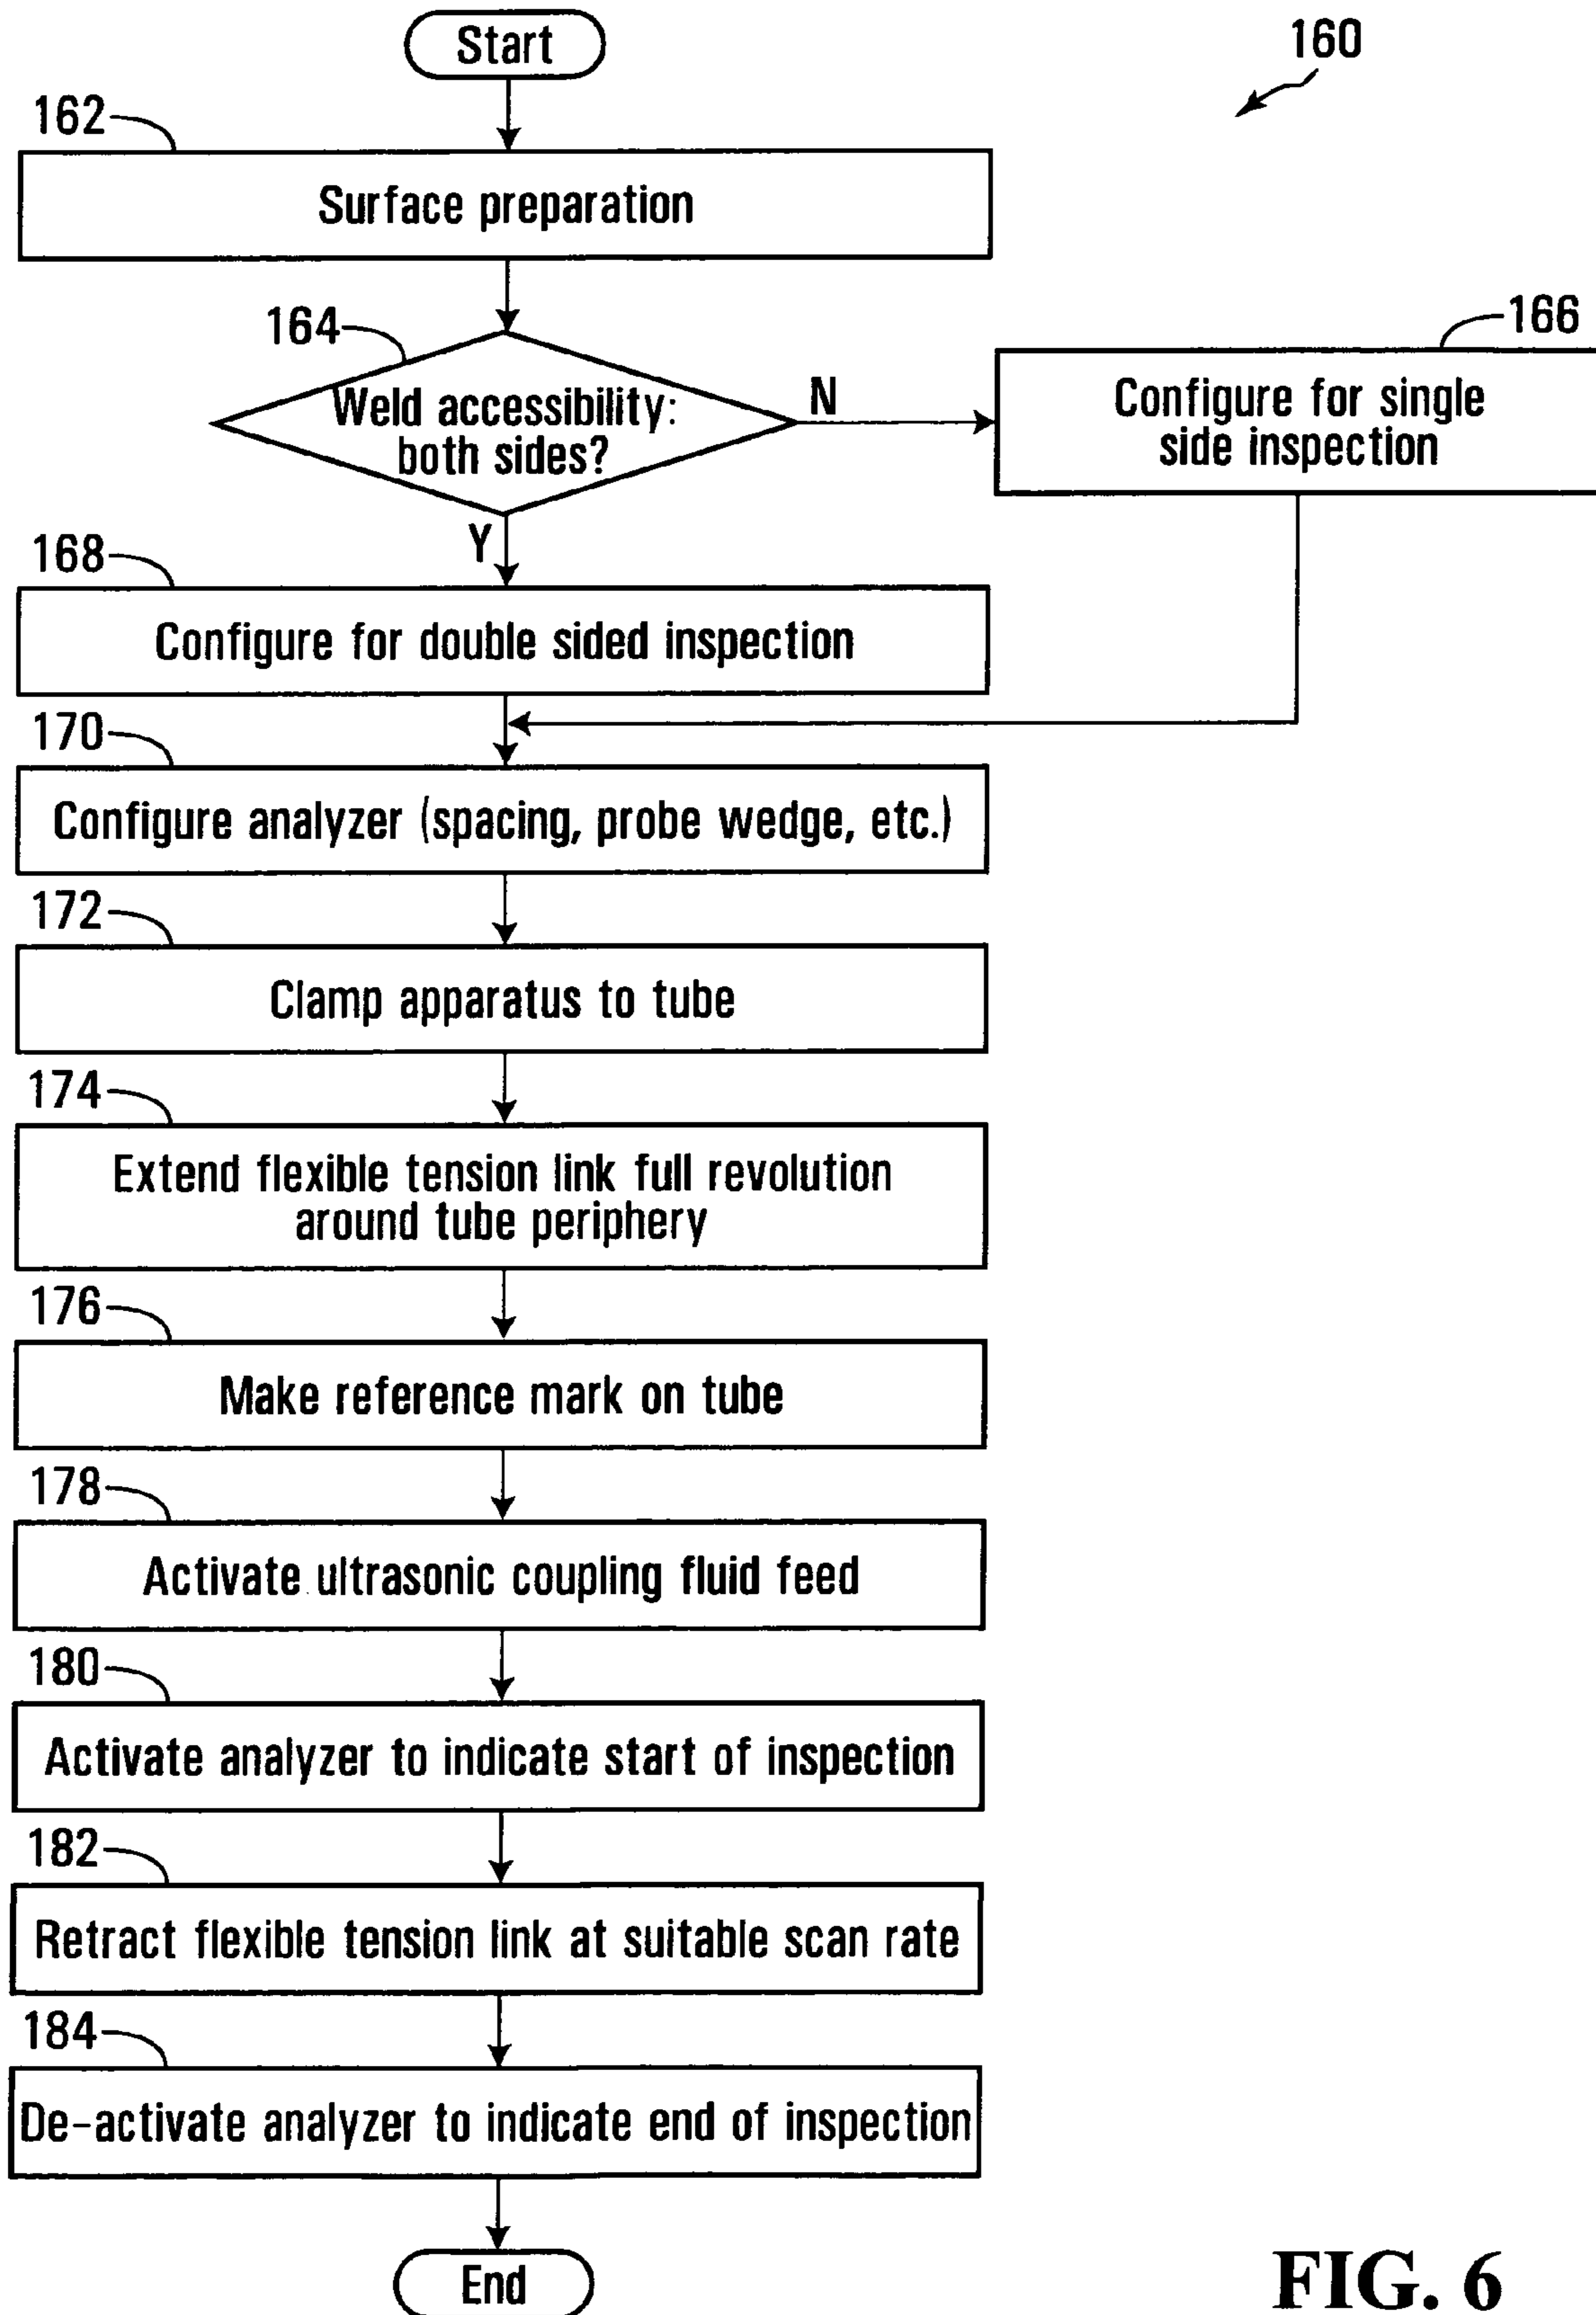 Start
160
162
Surface preparation
164
Weld accessibility:
both sides?
N
166
Configure for single
side inspection
Y
168
Configure for double sided inspection
170
Configure analyzer (spacing, probe wedge, etc.)
172
Clamp apparatus to tube
174
Extend flexible tension link full revolution
around tube periphery
176
Make reference mark on tube
178
Activate ultrasonic coupling fluid feed
180
Activate analyzer to indicate start of inspection
182
Retract flexible tension link at suitable scan rate
184
De-activate analyzer to indicate end of inspection
End
FIG. 6